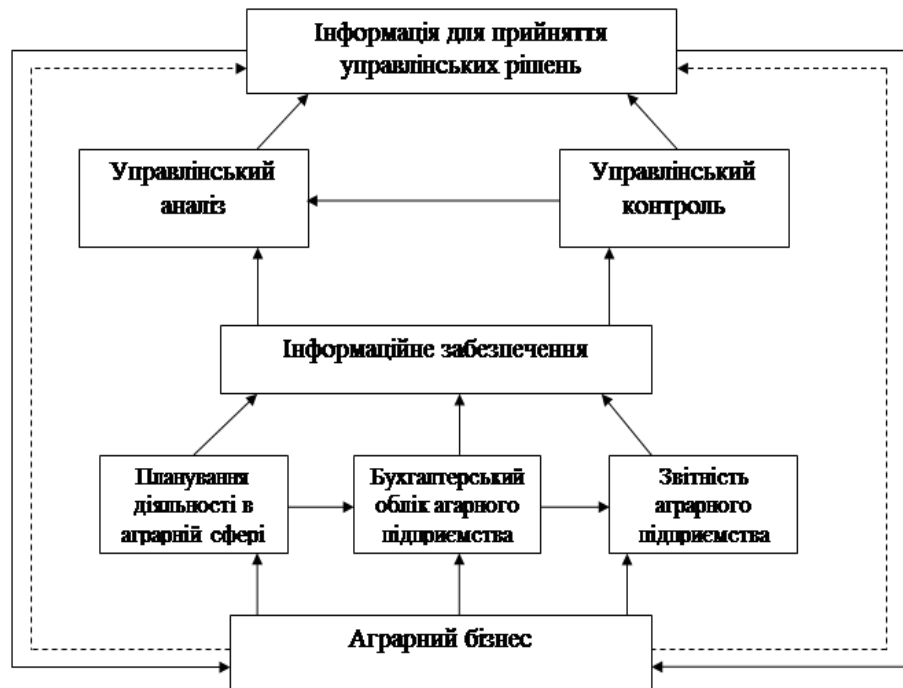 Інформація для прийняття
управлінських рішень
Управлінський
аналіз
Управлінський
контроль
Інформаційне забезпечення
Планування
діяльності в
аграрній сфері
Бухгалтерський
облік агарного
підприємства
Звітність
аграрного
підприємства
Аграрний бізнес